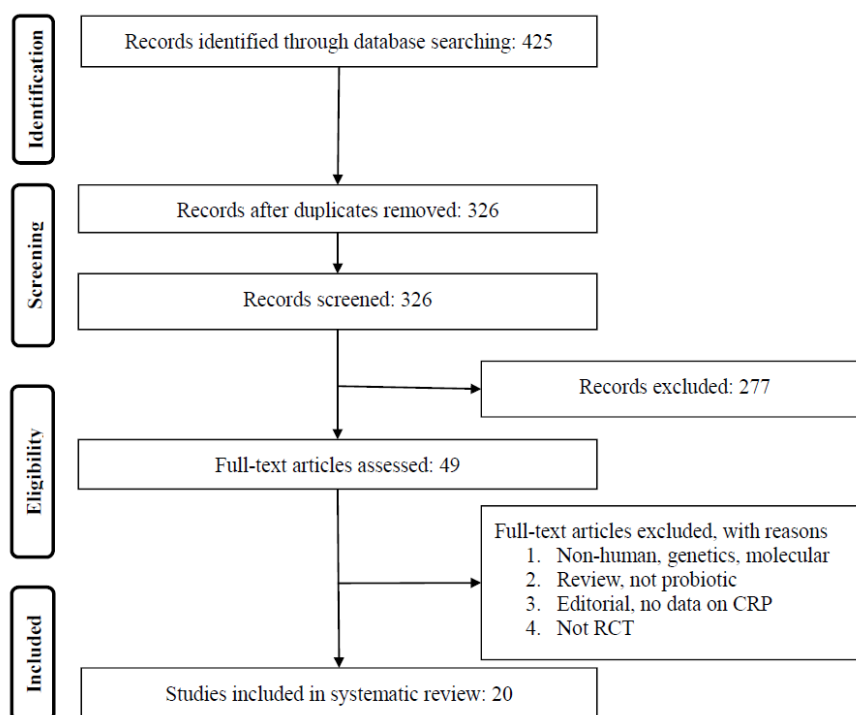 Identification
Records identified through database searching: 425
Screening
Records after duplicates removed: 326
Records screened: 326
Records excluded: 277
Eligibility
Full-text articles assessed: 49
Full-text articles excluded, with reasons
1. Non-human, genetics, molecular
2. Review, not probiotic
3. Editorial, no data on CRP
4. Not RCT
Included
Studies included in systematic review: 20